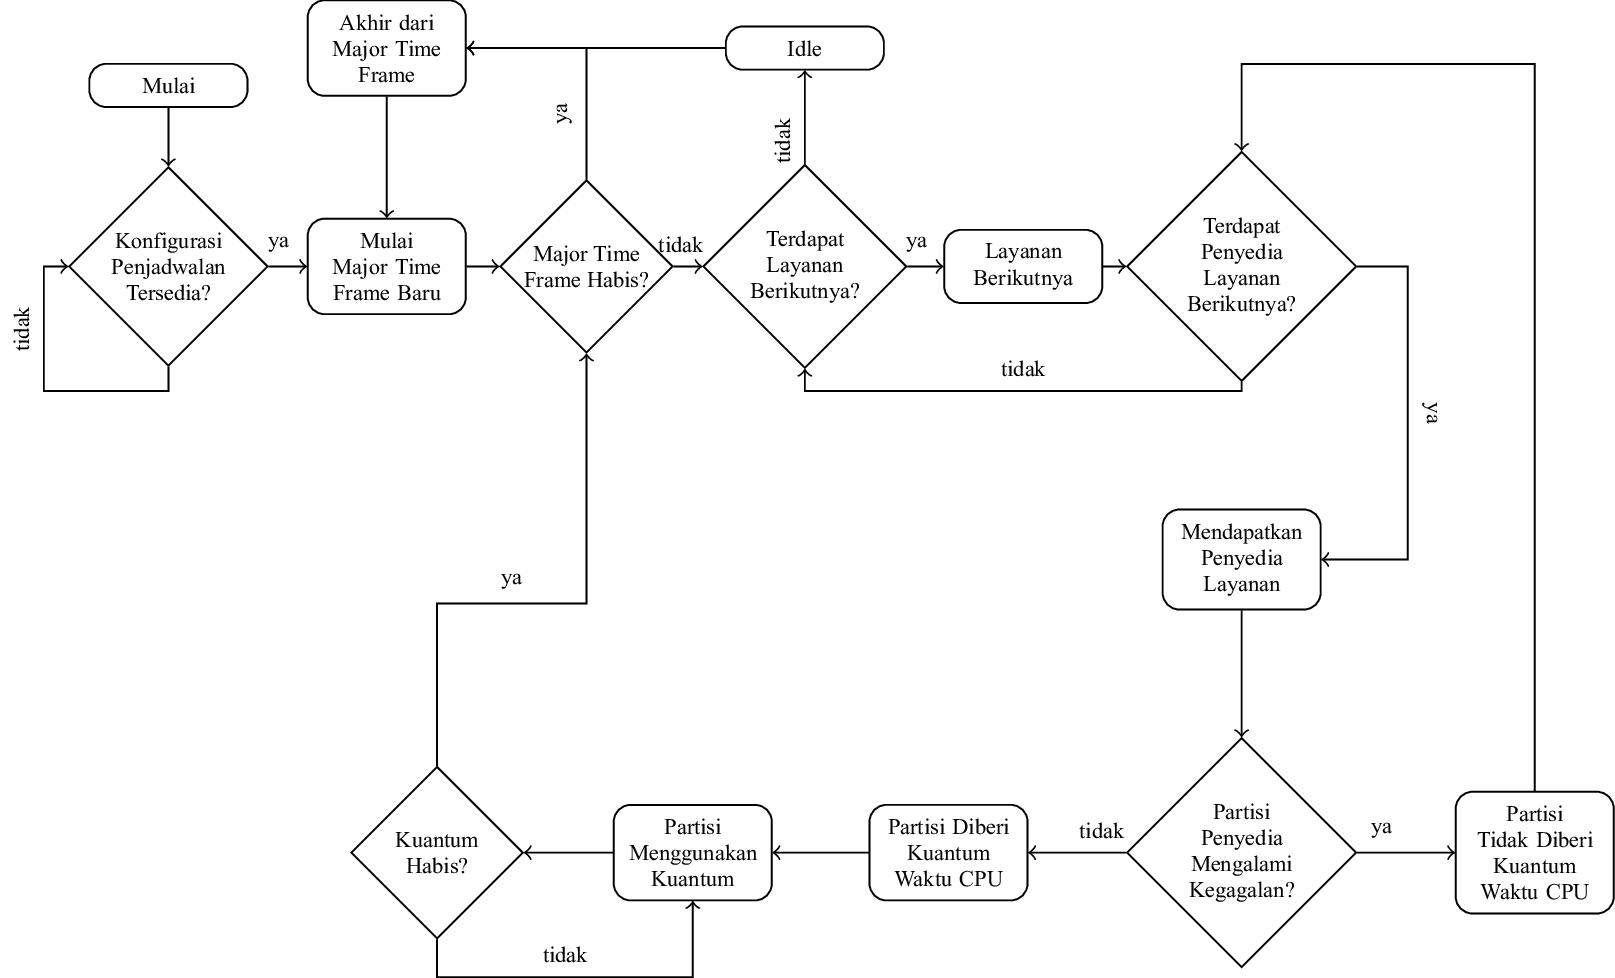 Mulai
Konfigurasi
Penjadwalan
Tersedia?
tidak
ya
Akhir dari
Major Time
Frame
Mulai
Major Time
Frame Baru
Major Time
Frame Habis?
ya
tidak
Idle
tidak
Terdapat
Layanan
Berikutnya?
ya
Layanan
Berikutnya
Terdapat
Penyedia
Layanan
Berikutnya?
tidak
ya
Mendapatkan
Penyedia
Layanan
Partisi
Penyedia
Mengalami
Kegagalan?
ya
Partisi
Tidak Diberi
Kuantum
Waktu CPU
tidak
Partisi Diberi
Kuantum
Waktu CPU
Partisi
Menggunakan
Kuantum
Kuantum
Habis?
tidak
ya